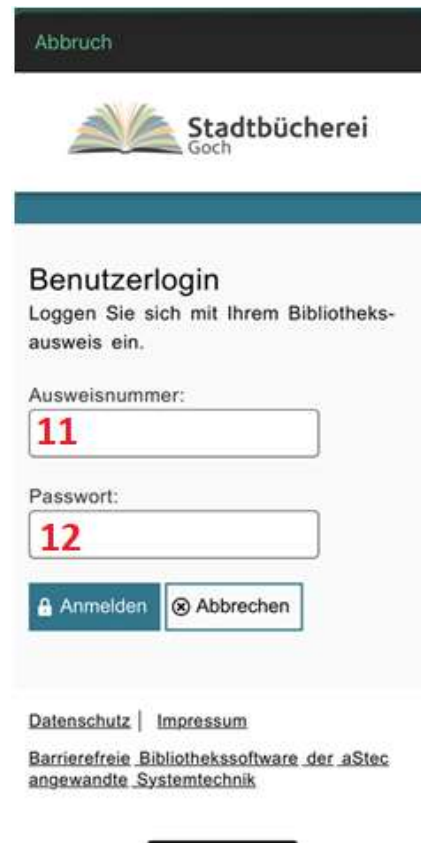 Abbruch
Stadtbücherei
Goch
Benutzerlogin
Loggen Sie sich mit Ihrem Bibliotheks-
ausweis ein.
Ausweisnummer:
11
Passwort:
12
Anmelden Abbrechen
Datenschutz | Impressum
Barrierefreie Bibliothekssoftware der aStec
angewandte Systemtechnik